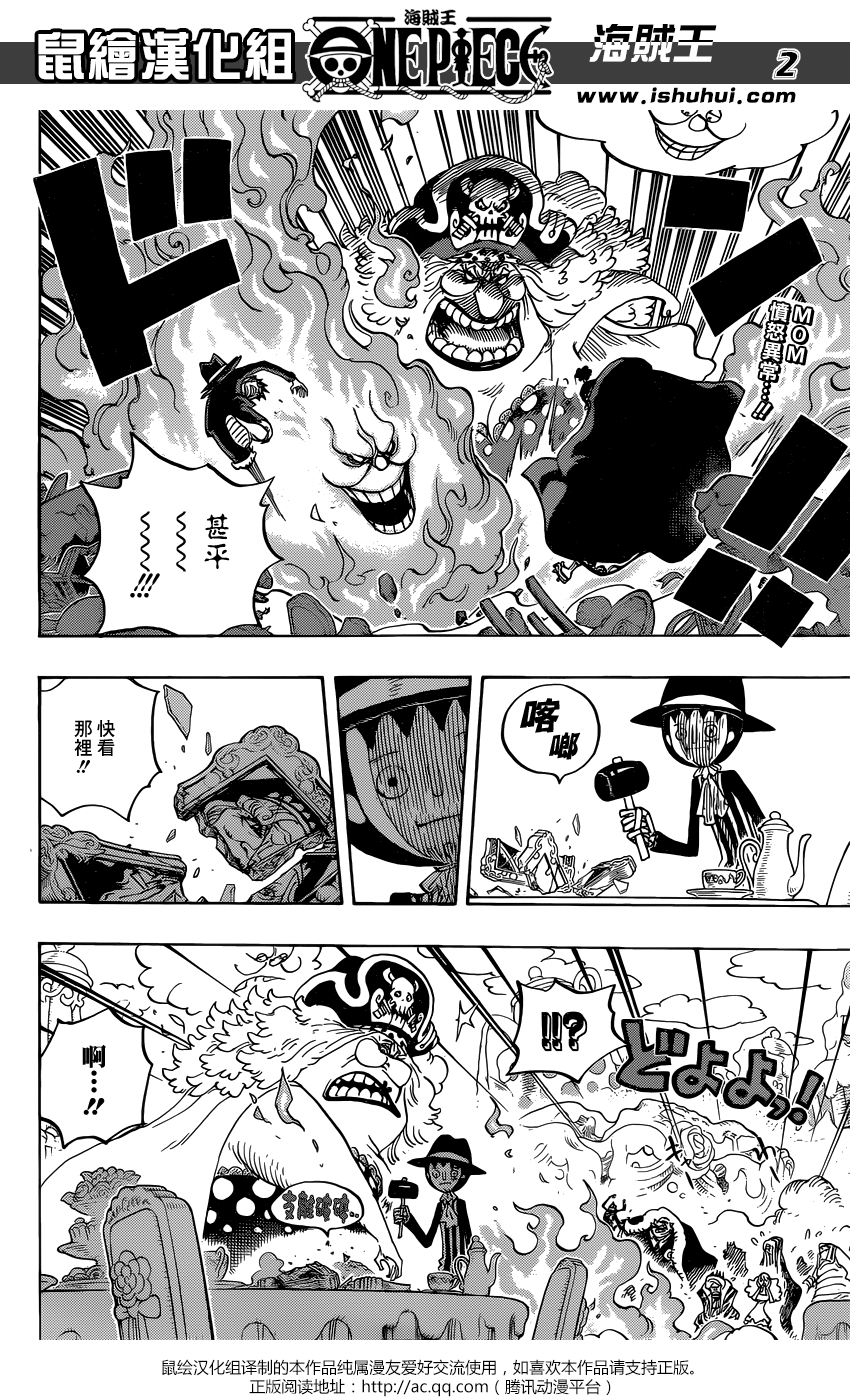 鼠繪漢化組
海賊王
ONE PIECE
海賊王
2
www.ishuhui.com
MOM
憤怒異常…!!
ド
!!
甚平
~~~
~~~!!!
喀
啷
快看
那裡!!
!!?
どよよっ!
啊…!!
鼠绘汉化组译制的本作品纯属漫友爱好交流使用，如喜欢本作品请支持正版。
正版阅读地址：http://ac.qq.com（腾讯动漫平台）